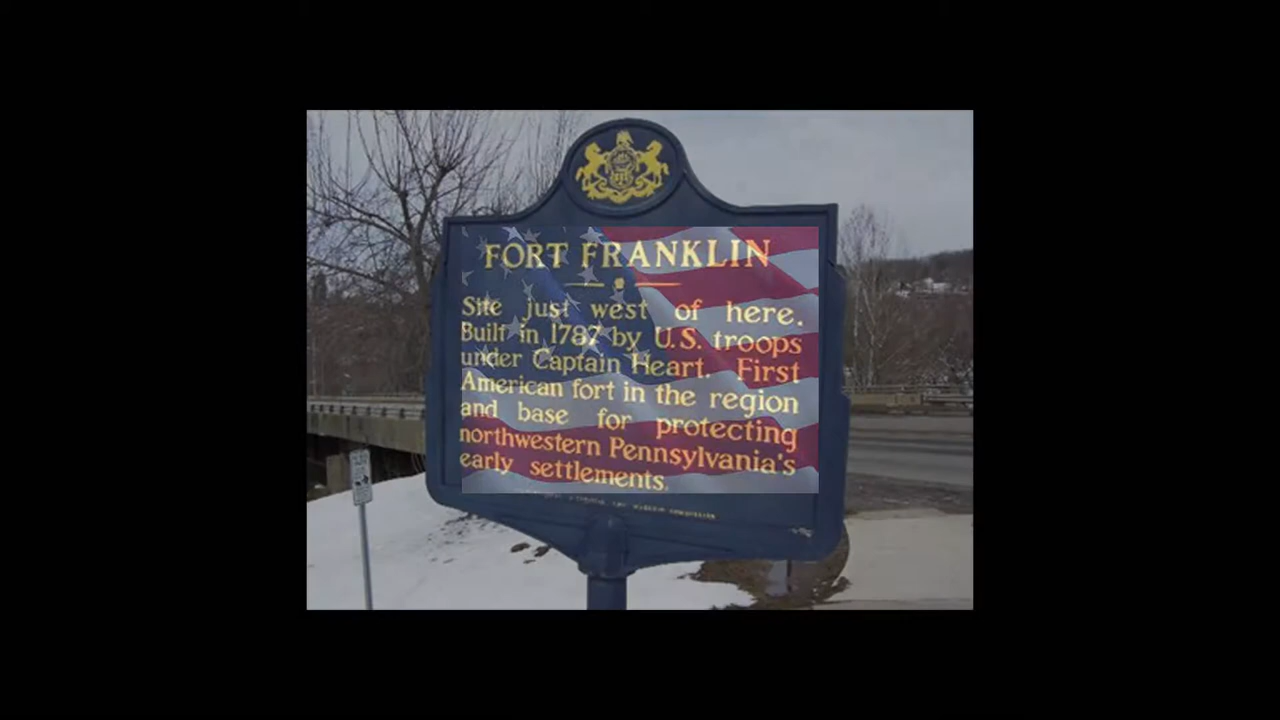 FORT FRANKLIN
Site just west of here.
Built in 1787 by U.S. troops
under Captain Heart. First
American fort in the region
and base for protecting
northwestern Pennsylvania's
early settlements.